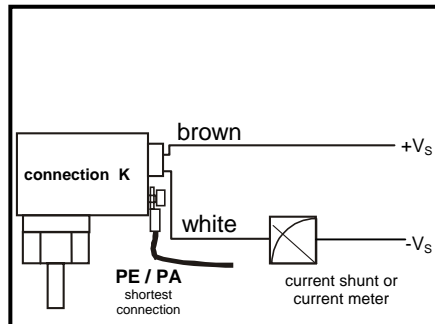 brown
+VS
connection K
white
-VS
PE / PA
shortest
connection
current shunt or
current meter